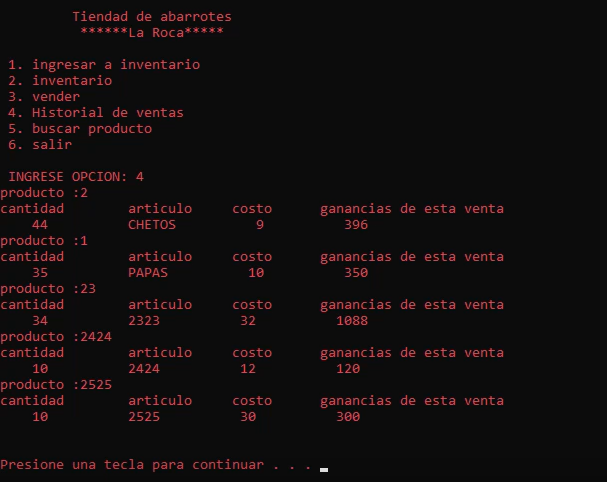 Tiendad de abarrotes
******La Roca*****
1. ingresar a inventario
2. inventario
3. vender
4. Historial de ventas
5. buscar producto
6. salir
INGRESE OPCION: 4
producto :2
cantidad articulo costo ganancias de esta venta
44 CHETOS 9 396
producto :1
cantidad articulo costo ganancias de esta venta
35 PAPAS 10 350
producto :23
cantidad articulo costo ganancias de esta venta
34 2323 32 1088
producto :2424
cantidad articulo costo ganancias de esta venta
10 2424 12 120
producto :2525
cantidad articulo costo ganancias de esta venta
10 2525 30 300
Presione una tecla para continuar . . .